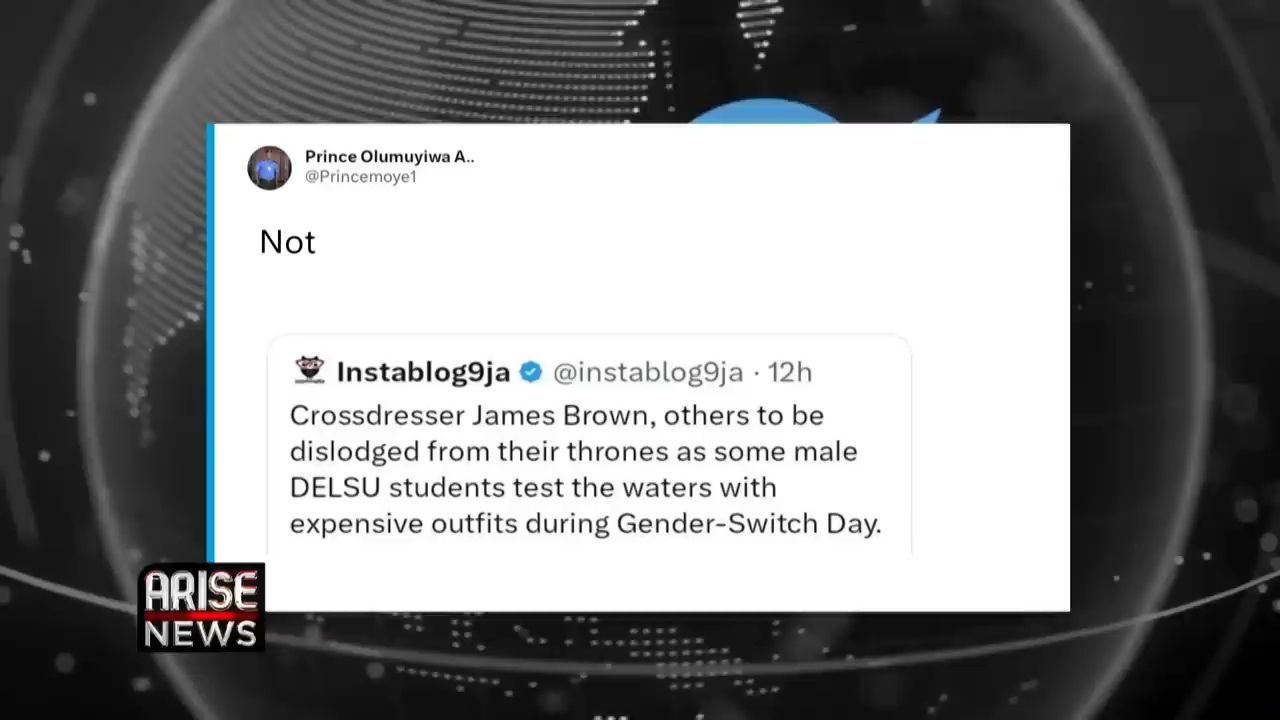 Prince Olumuyiwa A..
@Princemoye1
Not
Instablog9ja @instablog9ja · 12h
Crossdresser James Brown, others to be
dislodged from their thrones as some male
DELSU students test the waters with
expensive outfits during Gender-Switch Day.
ARISE
NEWS